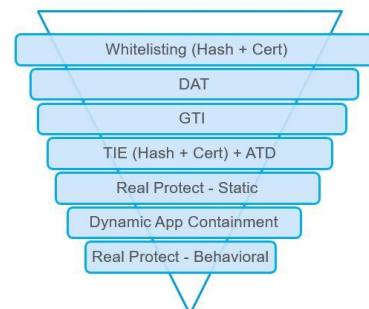 Whitelisting (Hash + Cert)
DAT
GTI
TIE (Hash + Cert) + ATD
Real Protect - Static
Dynamic App Containment
Real Protect - Behavioral